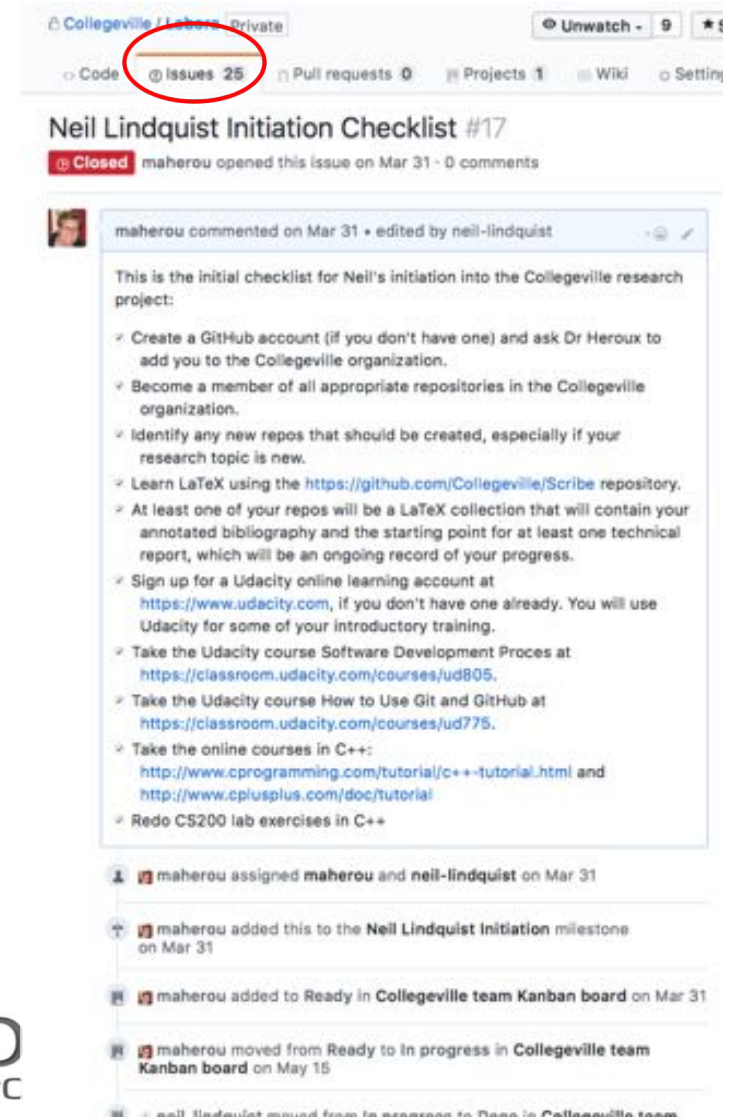 Collegeville / Labora Private
Unwatch 9
Code Issues 25 Pull requests 0 Projects 1 Wiki Settin
Neil Lindquist Initiation Checklist #17
Closed maherou opened this issue on Mar 31 · 0 comments
maherou commented on Mar 31 • edited by neil-lindquist
This is the initial checklist for Neil's initiation into the Collegeville research
project:
Create a GitHub account (if you don't have one) and ask Dr Heroux to
add you to the Collegeville organization.
Become a member of all appropriate repositories in the Collegeville
organization.
Identify any new repos that should be created, especially if your
research topic is new.
Learn LaTeX using the https://github.com/Collegeville/Scribe repository.
At least one of your repos will be a LaTeX collection that will contain your
annotated bibliography and the starting point for at least one technical
report, which will be an ongoing record of your progress.
Sign up for a Udacity online learning account at
https://www.udacity.com, if you don't have one already. You will use
Udacity for some of your introductory training.
Take the Udacity course Software Development Proces at
https://classroom.udacity.com/courses/ud805.
Take the Udacity course How to Use Git and GitHub at
https://classroom.udacity.com/courses/ud775.
Take the online courses in C++:
http://www.cprogramming.com/tutorial/c++-tutorial.html and
http://www.cplusplus.com/doc/tutorial
Redo CS200 lab exercises in C++
maherou assigned maherou and neil-lindquist on Mar 31
maherou added this to the Neil Lindquist Initiation milestone
on Mar 31
maherou added to Ready in Collegeville team Kanban board on Mar 31
maherou moved from Ready to In progress in Collegeville team
Kanban board on May 15
neil-lindquist moved from In progress to Done in Collegeville team